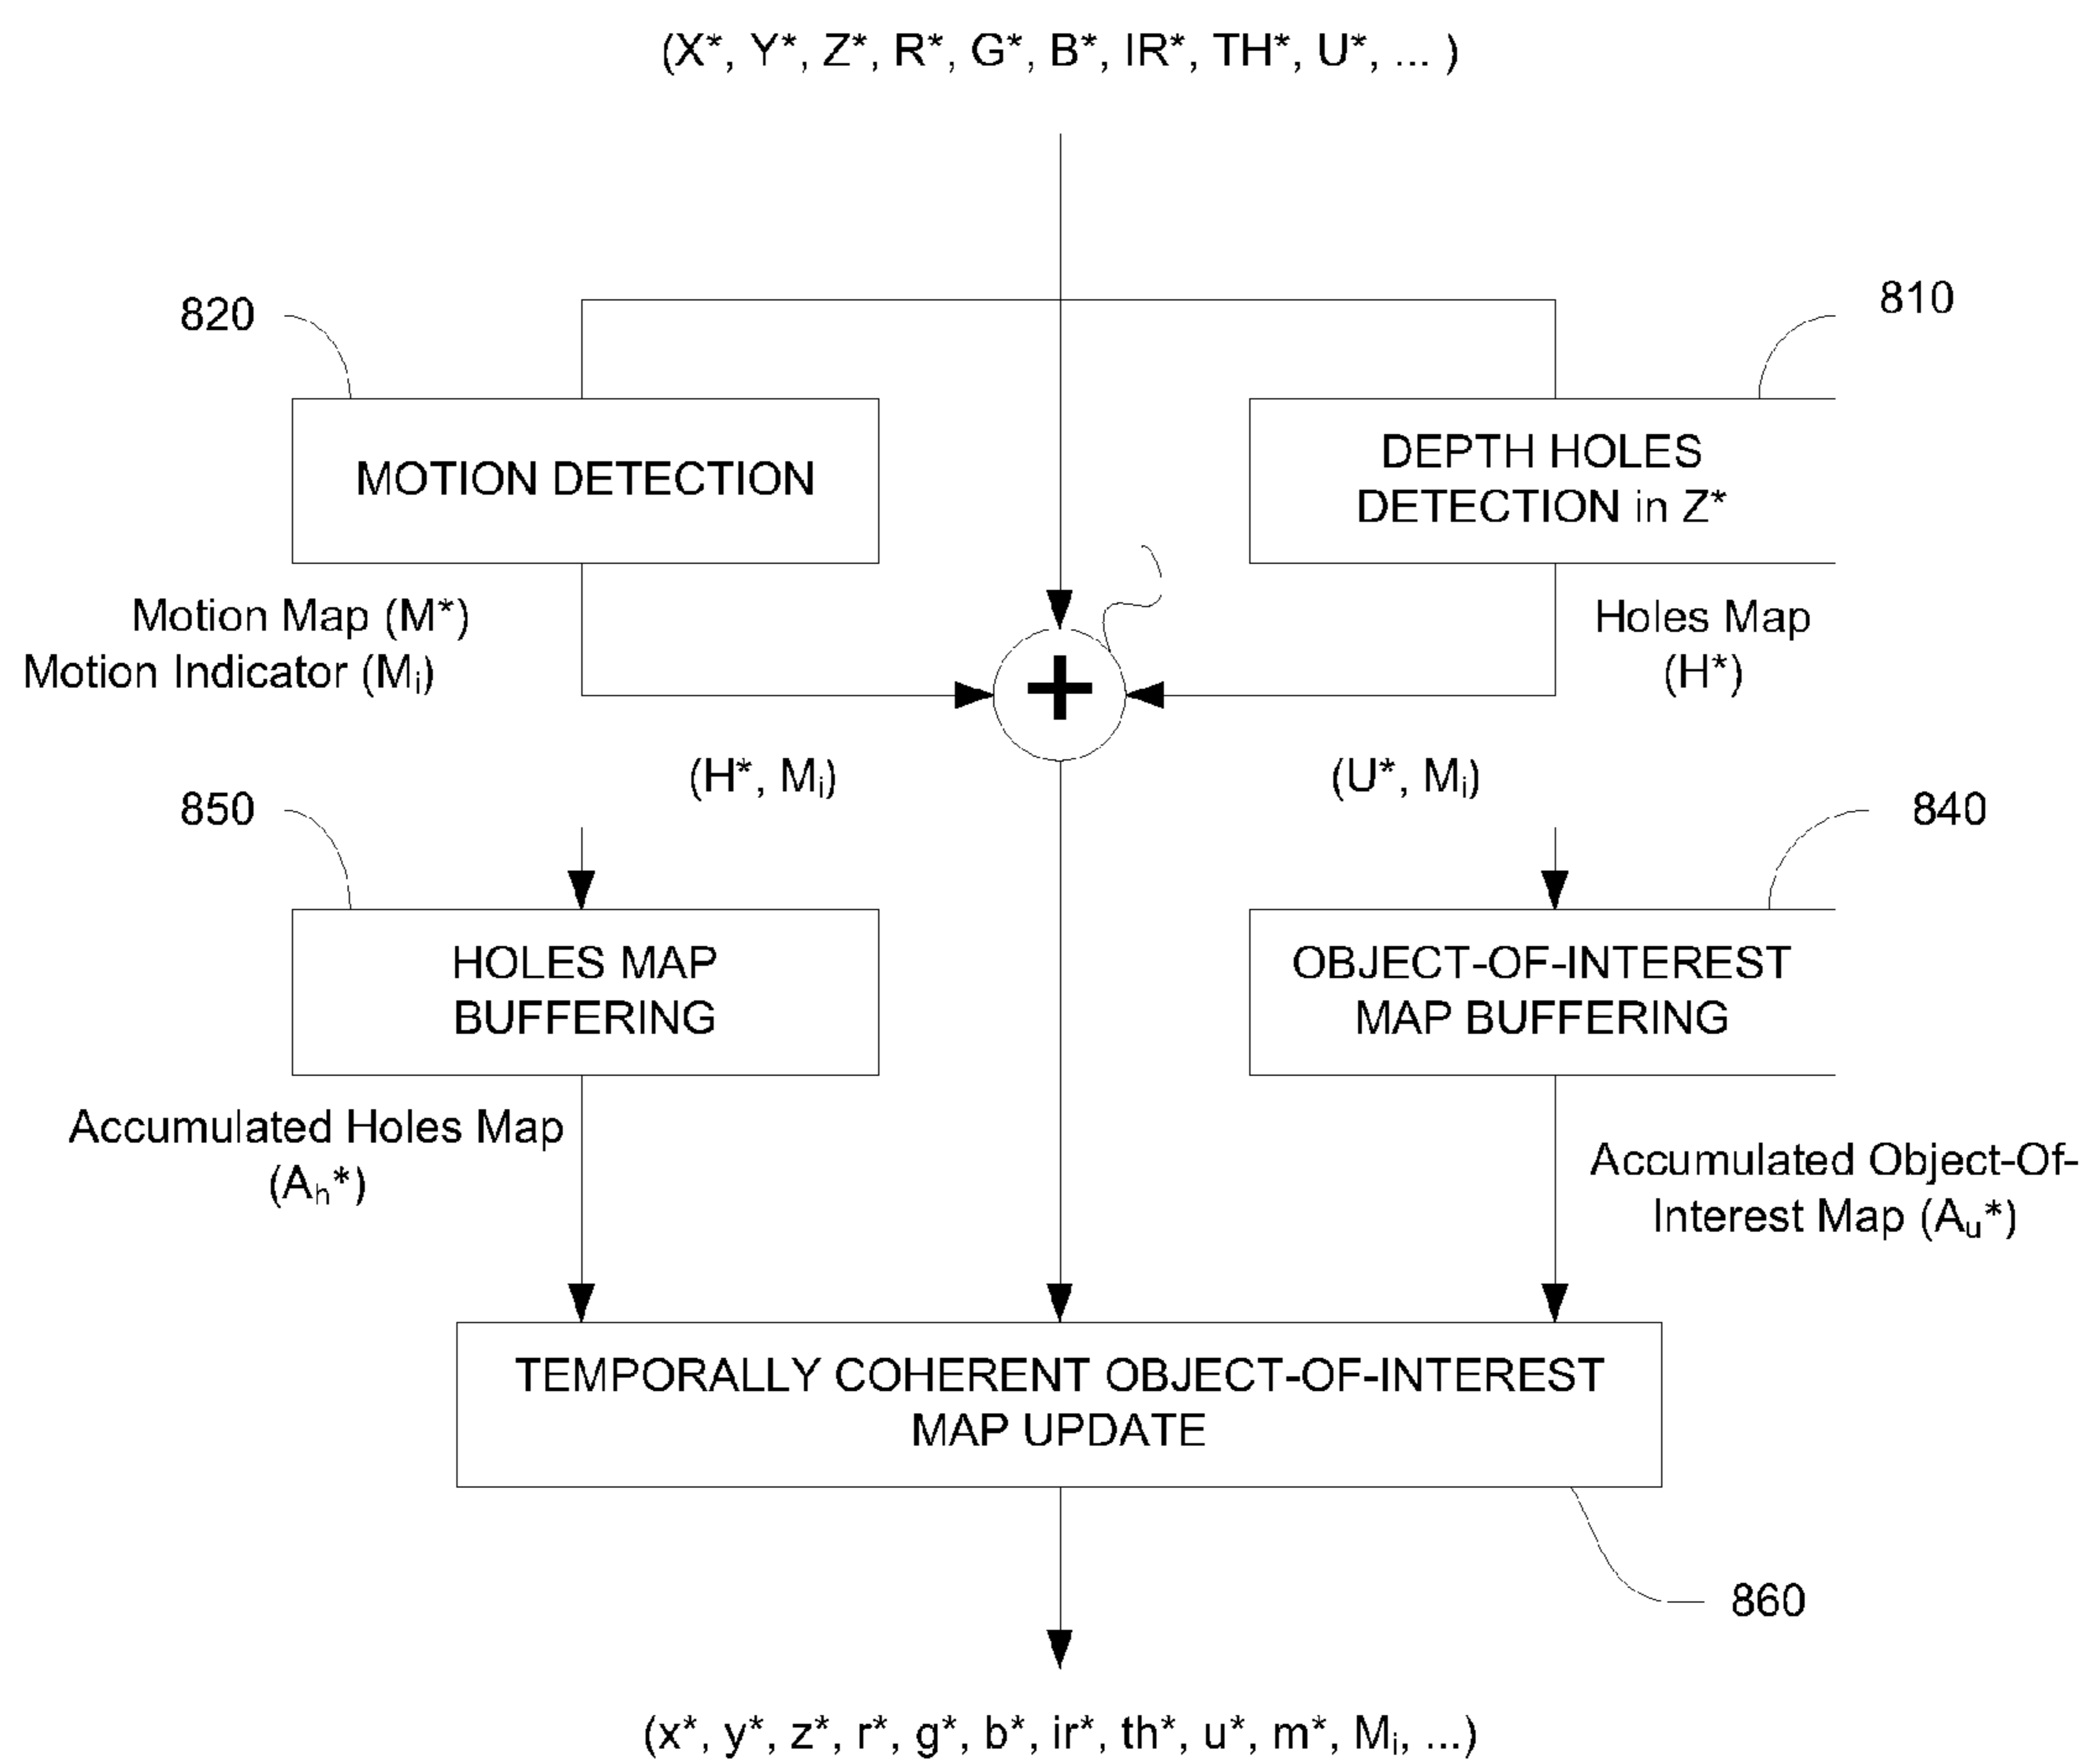 (X*, Y*, Z*, R*, G*, B*, IR*, TH*, U*, ... )
820
810
MOTION DETECTION
DEPTH HOLES
DETECTION in Z*
Motion Map (M*)
Motion Indicator (Mi)
Holes Map
(H*)
+
(H*, Mi)
(U*, Mi)
850
840
HOLES MAP
BUFFERING
OBJECT-OF-INTEREST
MAP BUFFERING
Accumulated Holes Map
(Ah*)
Accumulated Object-Of-
Interest Map (Au*)
TEMPORALLY COHERENT OBJECT-OF-INTEREST
MAP UPDATE
860
(x*, y*, z*, r*, g*, b*, ir*, th*, u*, m*, Mi, ...)